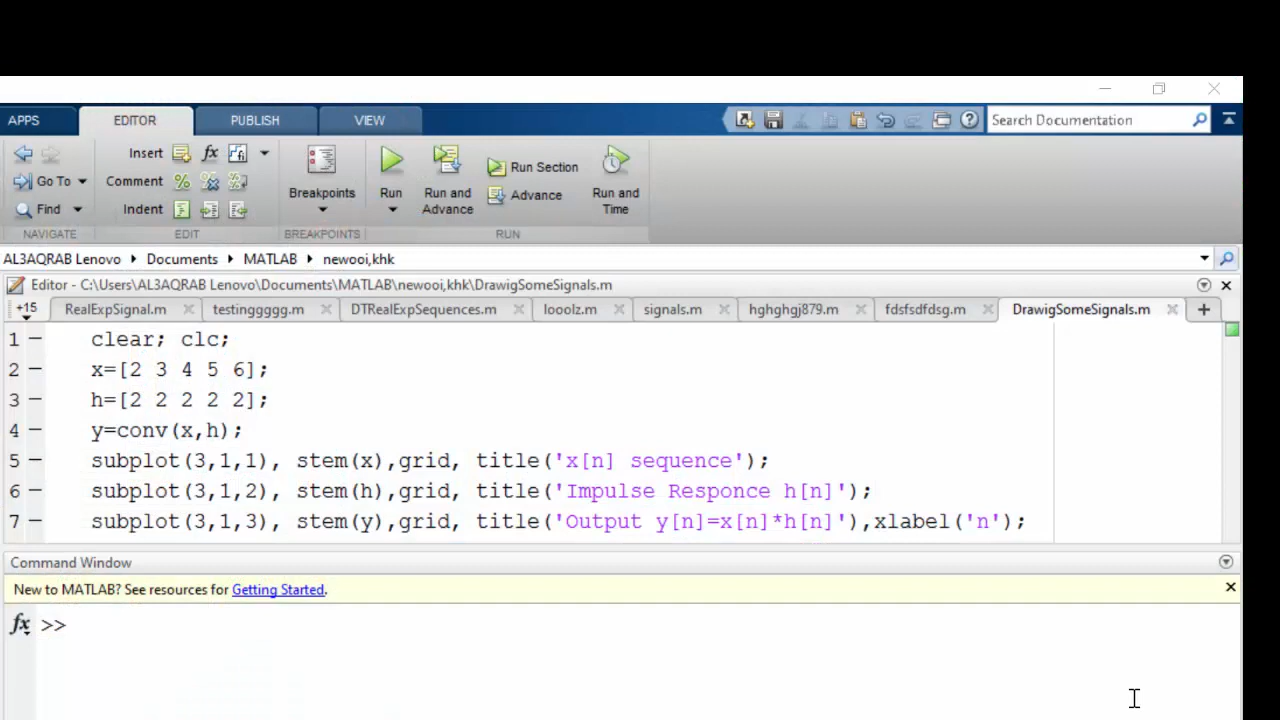 APPS EDITOR PUBLISH VIEW Search Documentation
Insert fx
Go To Comment Run Section
Find Indent Breakpoints Run Run and Advance Advance Run and Time
NAVIGATE EDIT BREAKPOINTS RUN
AL3AQRAB Lenovo Documents MATLAB newooi,khk
Editor - C:\Users\AL3AQRAB Lenovo\Documents\MATLAB\newooi,khk\DrawigSomeSignals.m
+15 RealExpSignal.m testinggggg.m DTRealExpSequences.m looolz.m signals.m hghghgj879.m fdsfsdfdsg.m DrawigSomeSignals.m +
1 clear; clc;
2 x=[2 3 4 5 6];
3 h=[2 2 2 2 2];
4 y=conv(x,h);
5 subplot(3,1,1), stem(x),grid, title('x[n] sequence');
6 subplot(3,1,2), stem(h),grid, title('Impulse Responce h[n]');
7 subplot(3,1,3), stem(y),grid, title('Output y[n]=x[n]*h[n]'),xlabel('n');
Command Window
New to MATLAB? See resources for Getting Started.
fx >>